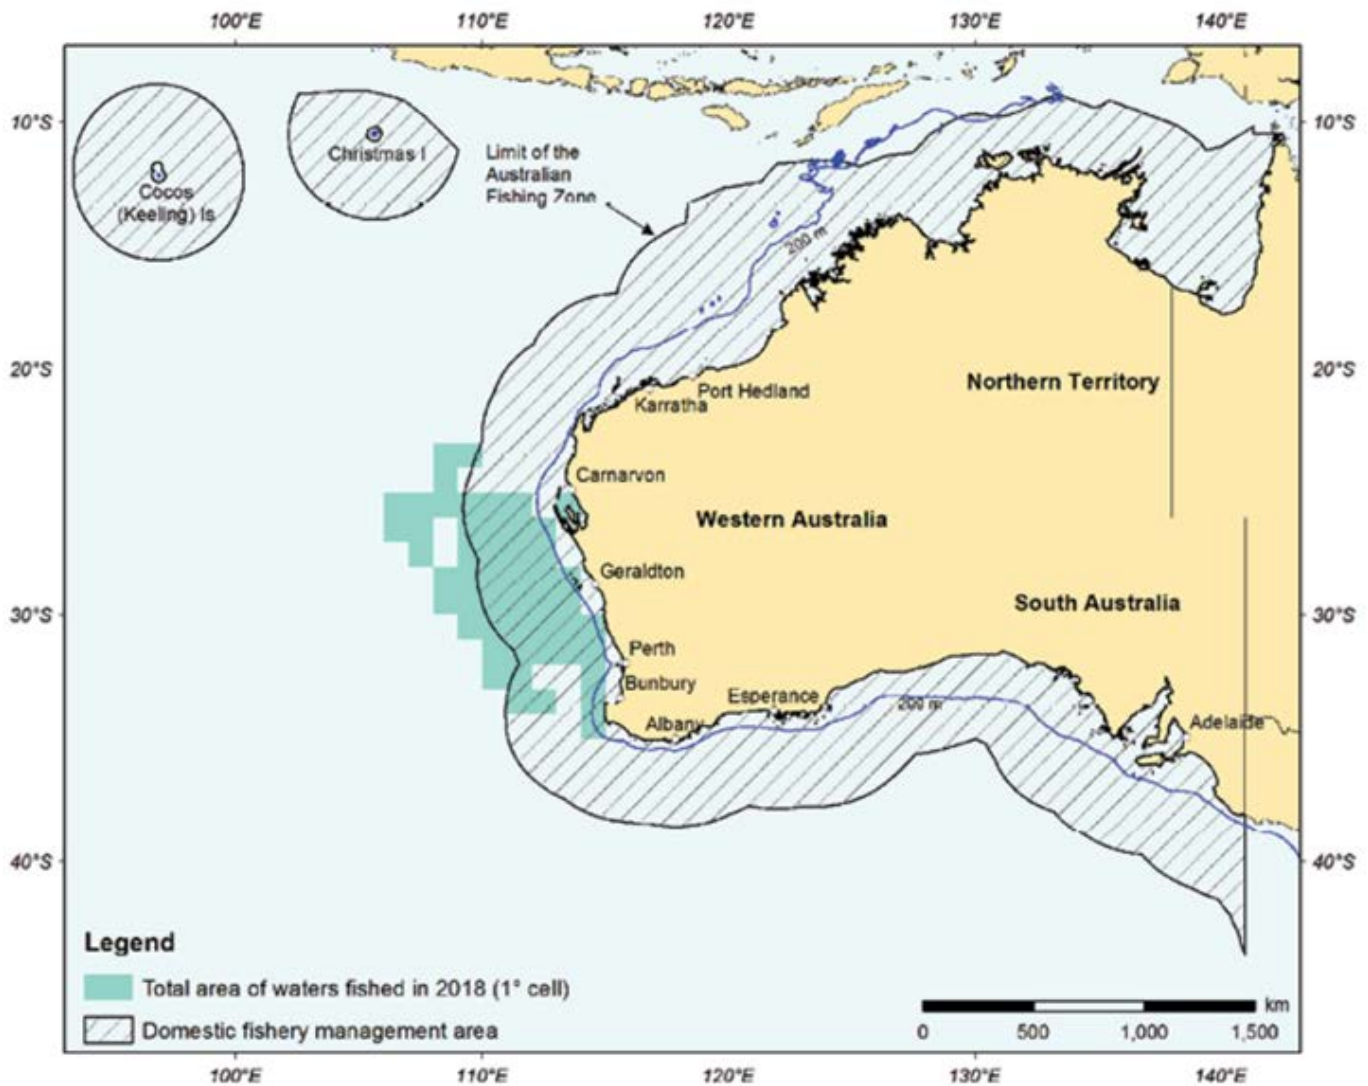 100°E 110°E 120°E 130°E 140°E
10°S 10°S
Christmas I
Cocos
(Keeling) Is
Limit of the
Australian
Fishing Zone
200 m
20°S 20°S
Northern Territory
Port Hedland
Karratha
Carnarvon
Western Australia
Geraldton
South Australia
30°S 30°S
Perth
Bunbury
Esperance
200 m
Albany
Adelaide
40°S 40°S
Legend
Total area of waters fished in 2018 (1° cell)
Domestic fishery management area
km
0 500 1,000 1,500
100°E 110°E 120°E 130°E 140°E